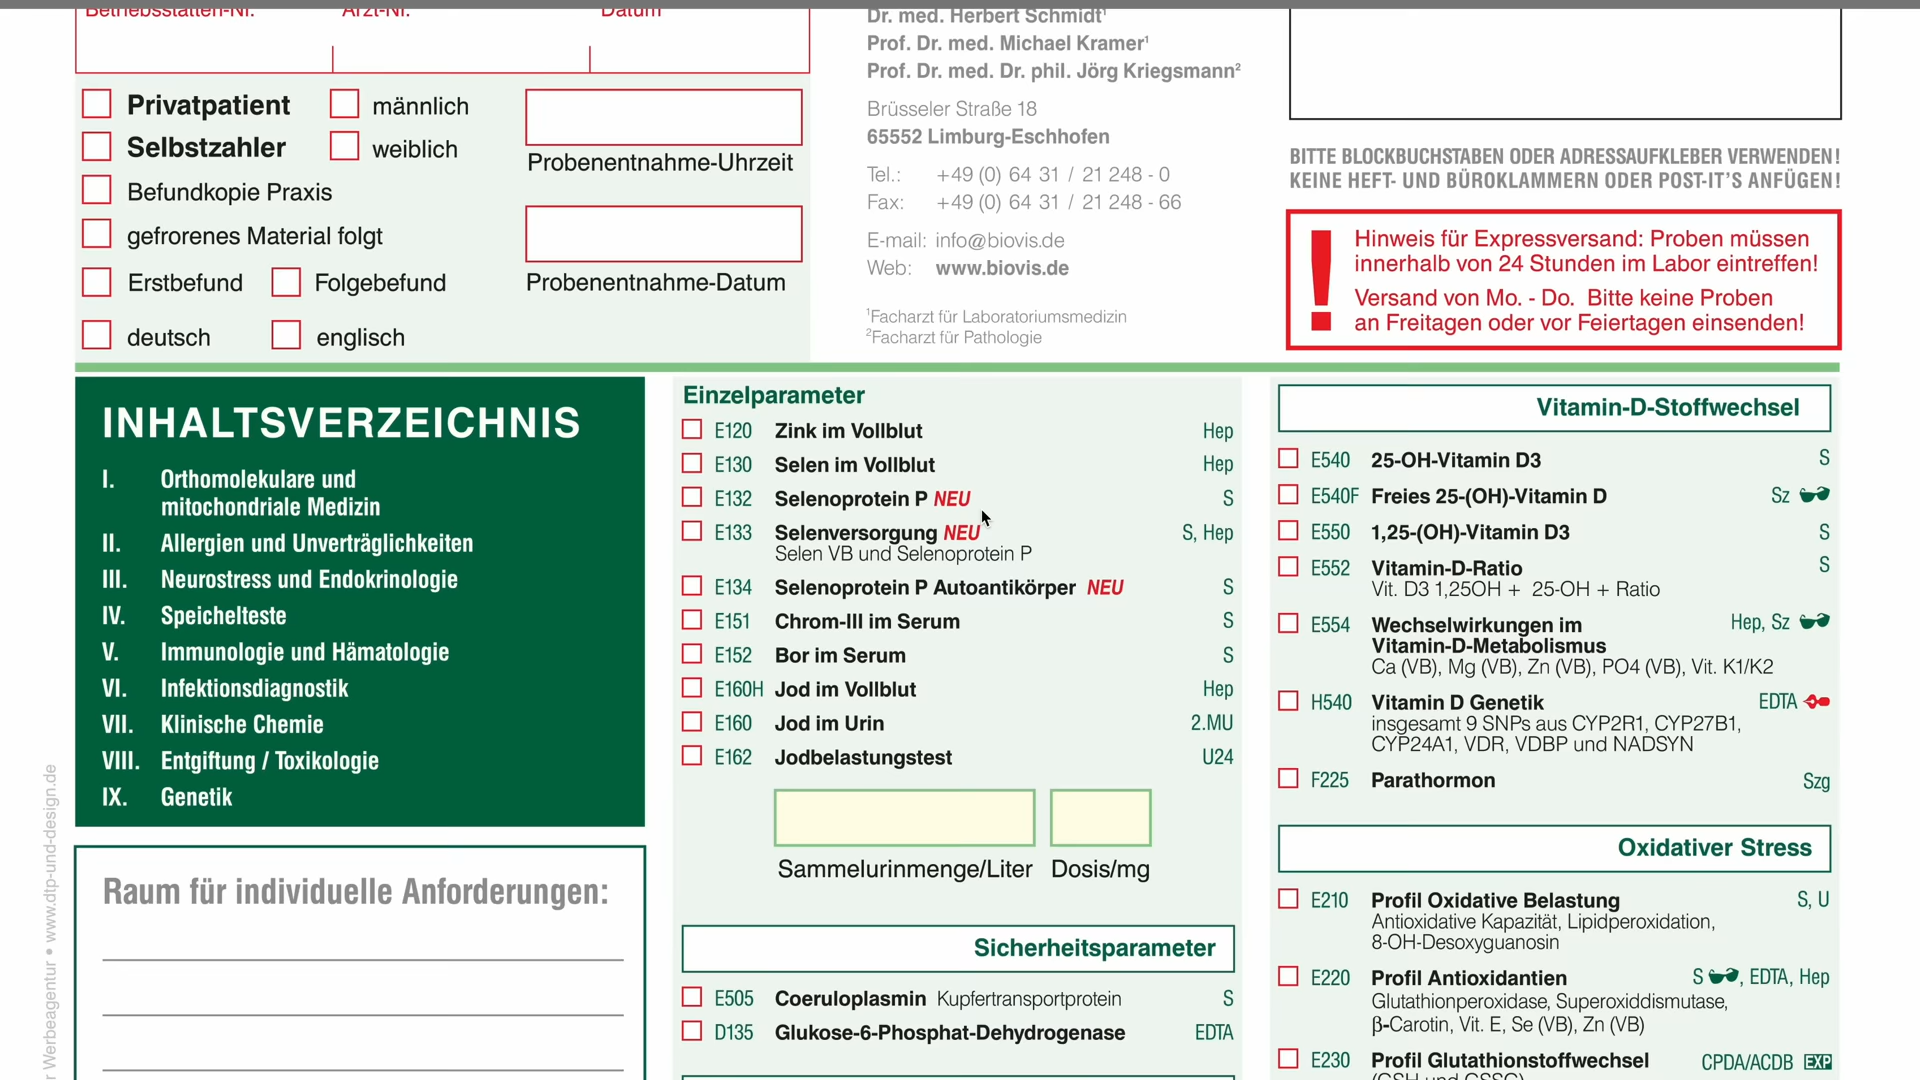 Betriebsstätten-Nr.
Arzt-Nr.
Datum
Privatpatient
männlich
Selbstzahler
weiblich
Befundkopie Praxis
gefrorenes Material folgt
Erstbefund
Folgebefund
deutsch
englisch
Probenentnahme-Uhrzeit
Probenentnahme-Datum
Dr. med. Herbert Schmidt¹
Prof. Dr. med. Michael Kramer¹
Prof. Dr. med. Dr. phil. Jörg Kriegsmann²
Brüsseler Straße 18
65552 Limburg-Eschhofen
Tel.: +49 (0) 64 31 / 21 248 - 0
Fax: +49 (0) 64 31 / 21 248 - 66
E-mail: info@biovis.de
Web: www.biovis.de
¹Facharzt für Laboratoriumsmedizin
²Facharzt für Pathologie
BITTE BLOCKBUCHSTABEN ODER ADRESSAUFKLEBER VERWENDEN!
KEINE HEFT- UND BÜROKLAMMERN ODER POST-IT'S ANFÜGEN!
! Hinweis für Expressversand: Proben müssen
innerhalb von 24 Stunden im Labor eintreffen!
Versand von Mo. - Do. Bitte keine Proben
an Freitagen oder vor Feiertagen einsenden!
INHALTSVERZEICHNIS
I. Orthomolekulare und
mitochondriale Medizin
II. Allergien und Unverträglichkeiten
III. Neurostress und Endokrinologie
IV. Speichelteste
V. Immunologie und Hämatologie
VI. Infektionsdiagnostik
VII. Klinische Chemie
VIII. Entgiftung / Toxikologie
IX. Genetik
Raum für individuelle Anforderungen:
Werbeagentur • www.dtp-und-design.de
Einzelparameter
E120 Zink im Vollblut Hep
E130 Selen im Vollblut Hep
E132 Selenoprotein P NEU S
E133 Selenversorgung NEU S, Hep
Selen VB und Selenoprotein P
E134 Selenoprotein P Autoantikörper NEU S
E151 Chrom-III im Serum S
E152 Bor im Serum S
E160H Jod im Vollblut Hep
E160 Jod im Urin 2.MU
E162 Jodbelastungstest U24
Sammelurinmenge/Liter Dosis/mg
Sicherheitsparameter
E505 Coeruloplasmin Kupfertransportprotein S
D135 Glukose-6-Phosphat-Dehydrogenase EDTA
Vitamin-D-Stoffwechsel
E540 25-OH-Vitamin D3 S
E540F Freies 25-(OH)-Vitamin D Sz
E550 1,25-(OH)-Vitamin D3 S
E552 Vitamin-D-Ratio S
Vit. D3 1,25OH + 25-OH + Ratio
E554 Wechselwirkungen im Hep, Sz
Vitamin-D-Metabolismus
Ca (VB), Mg (VB), Zn (VB), PO4 (VB), Vit. K1/K2
H540 Vitamin D Genetik EDTA
insgesamt 9 SNPs aus CYP2R1, CYP27B1,
CYP24A1, VDR, VDBP und NADSYN
F225 Parathormon Szg
Oxidativer Stress
E210 Profil Oxidative Belastung S, U
Antioxidative Kapazität, Lipidperoxidation,
8-OH-Desoxyguanosin
E220 Profil Antioxidantien S, EDTA, Hep
Glutathionperoxidase, Superoxiddismutase,
β-Carotin, Vit. E, Se (VB), Zn (VB)
E230 Profil Glutathionstoffwechsel CPDA/ACDB EXP
(GSH und GSSG)